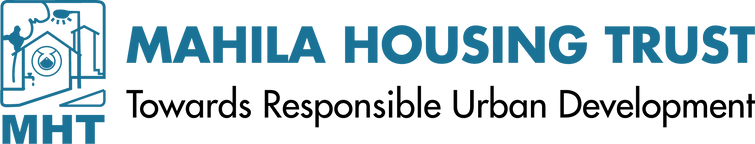 MAHILA HOUSING TRUST
Towards Responsible Urban Development
MHT